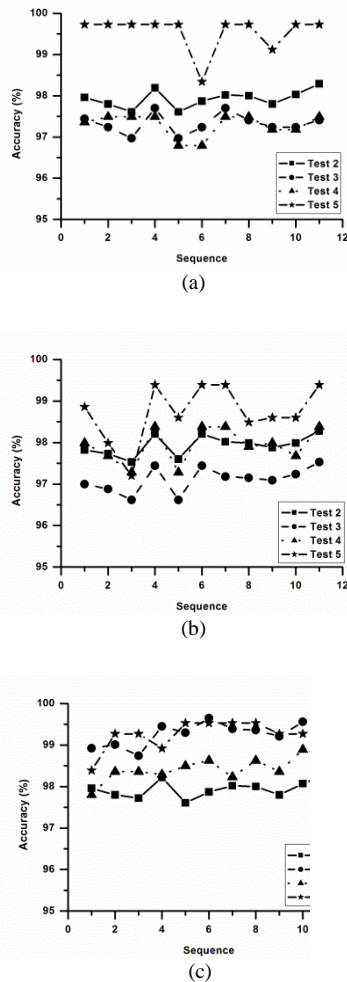 100
99
98
97
96
95
Accuracy (%)
0 2 4 6 8 10 12
Sequence
Test 2
Test 3
Test 4
Test 5
(a)
100
99
98
97
96
95
Accuracy (%)
0 2 4 6 8 10 12
Sequence
Test 2
Test 3
Test 4
Test 5
(b)
100
99
98
97
96
95
Accuracy (%)
0 2 4 6 8 10
Sequence
(c)